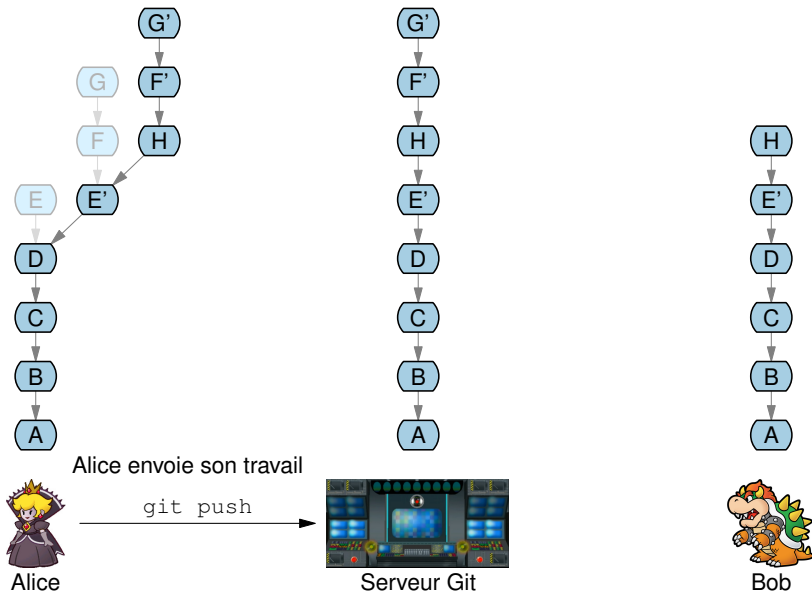 G' G'
G F' F'
F H H H
E E' E' E'
D D D
C C C
B B B
A A A
Alice envoie son travail
git push
Alice Serveur Git Bob